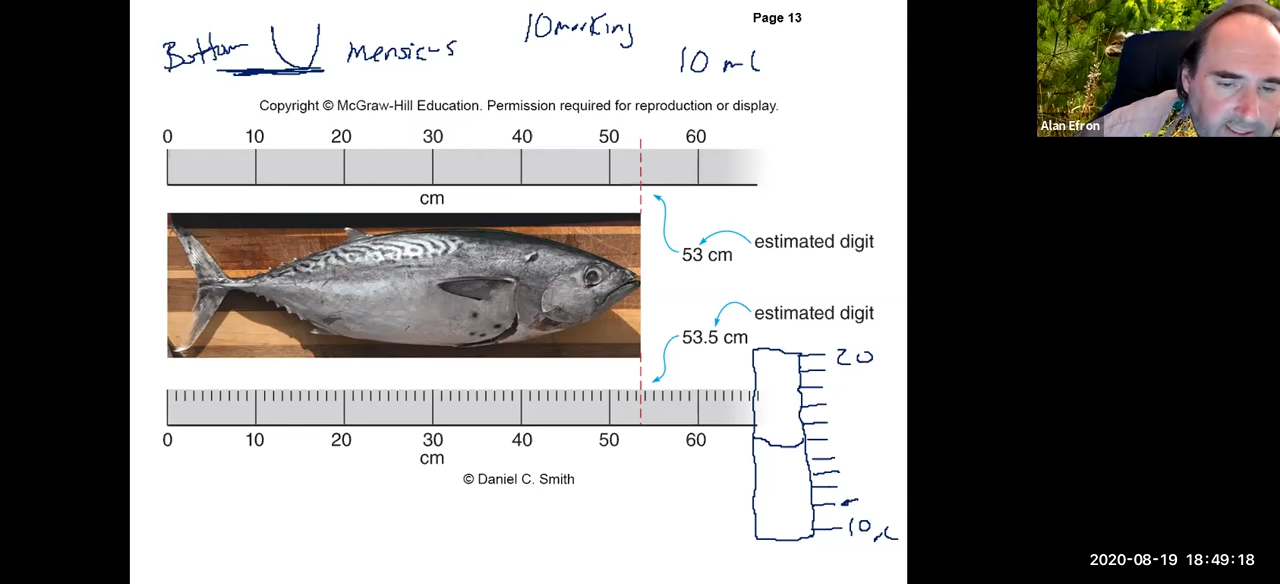 Page 13
10 marking
Bottom Mensicus
10 mL
Copyright © McGraw-Hill Education. Permission required for reproduction or display.
0 10 20 30 40 50 60
cm
estimated digit
53 cm
estimated digit
53.5 cm
20
0 10 20 30 40 50 60
cm
© Daniel C. Smith
10 mL
Alan Efron
2020-08-19 18:49:18